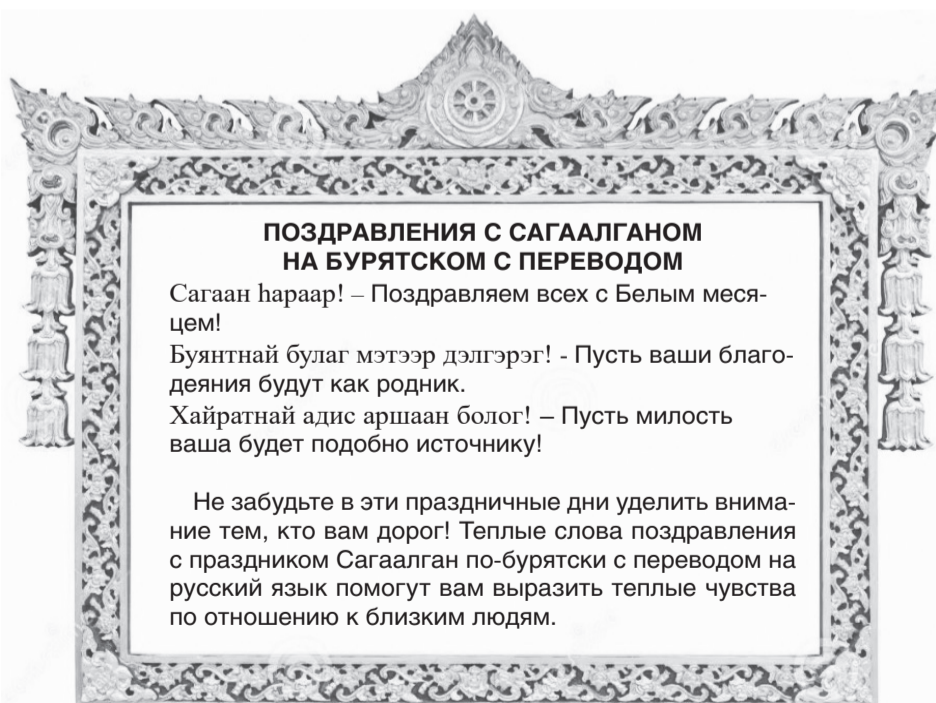 ПОЗДРАВЛЕНИЯ С САГААЛГАНОМ
НА БУРЯТСКОМ С ПЕРЕВОДОМ
Сагаан һараар! – Поздравляем всех с Белым меся-
цем!
Буянтнай булаг мэтээр дэлгэрэг! - Пусть ваши благо-
деяния будут как родник.
Хайратнай адис аршаан болог! – Пусть милость
ваша будет подобно источнику!
Не забудьте в эти праздничные дни уделить внима-
ние тем, кто вам дорог! Теплые слова поздравления
с праздником Сагаалган по-бурятски с переводом на
русский язык помогут вам выразить теплые чувства
по отношению к близким людям.